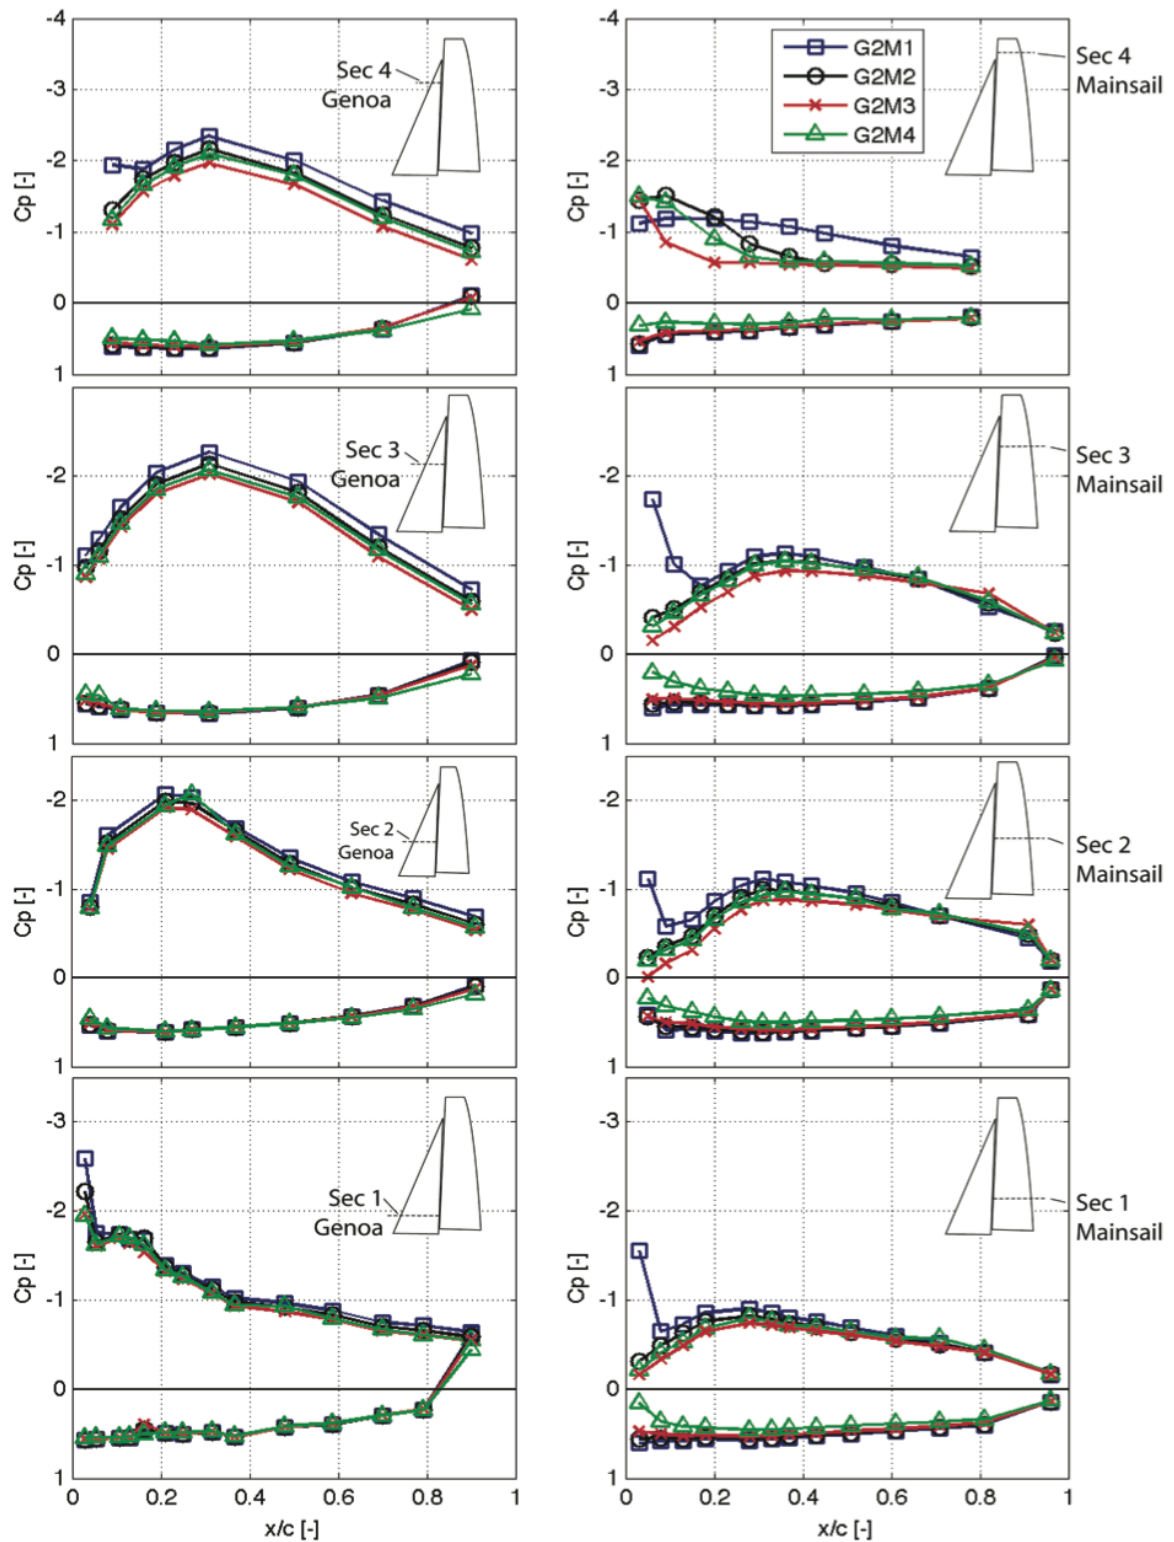 -4
-3
-2
-1
0
1
Cp [-]
Sec 4
Genoa
G2M1
G2M2
G2M3
G2M4
Sec 4
Mainsail
-4
-3
-2
-1
0
1
Cp [-]
-2
-1
0
1
Cp [-]
Sec 3
Genoa
-2
-1
0
1
Cp [-]
Sec 3
Mainsail
-2
-1
0
1
Cp [-]
Sec 2
Genoa
-2
-1
0
1
Cp [-]
Sec 2
Mainsail
-3
-2
-1
0
1
Cp [-]
Sec 1
Genoa
0 0.2 0.4 0.6 0.8 1
x/c [-]
-3
-2
-1
0
1
Cp [-]
Sec 1
Mainsail
0 0.2 0.4 0.6 0.8 1
x/c [-]